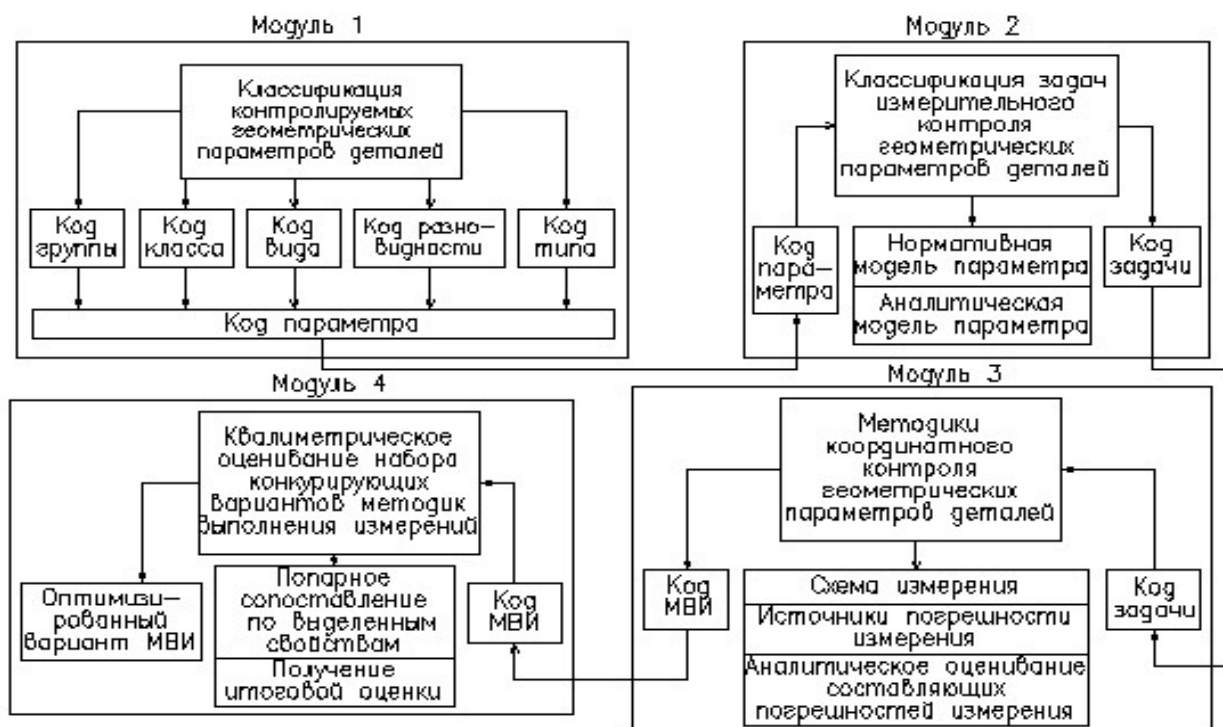 Модуль 1
Классификация
контролируемых
геометрических
параметров деталей
Код
группы
Код
класса
Код
вида
Код разно-
видности
Код
типа
Код параметра
Модуль 2
Классификация задач
измерительного
контроля
геометрических
параметров деталей
Код
пара-
метра
Нормативная
модель параметра
Аналитическая
модель параметра
Код
задачи
Модуль 4
Квалиметрическое
оценивание набора
конкурирующих
вариантов методик
выполнения измерений
Оптимизи-
рованный
вариант МВИ
Попарное
сопоставление
по выделенным
свойствам
Получение
итоговой оценки
Код
МВИ
Модуль 3
Методики
координатного
контроля
геометрических
параметров деталей
Код
МВИ
Схема измерения
Источники погрешности
измерения
Аналитическое оценивание
составляющих
погрешностей измерения
Код
задачи